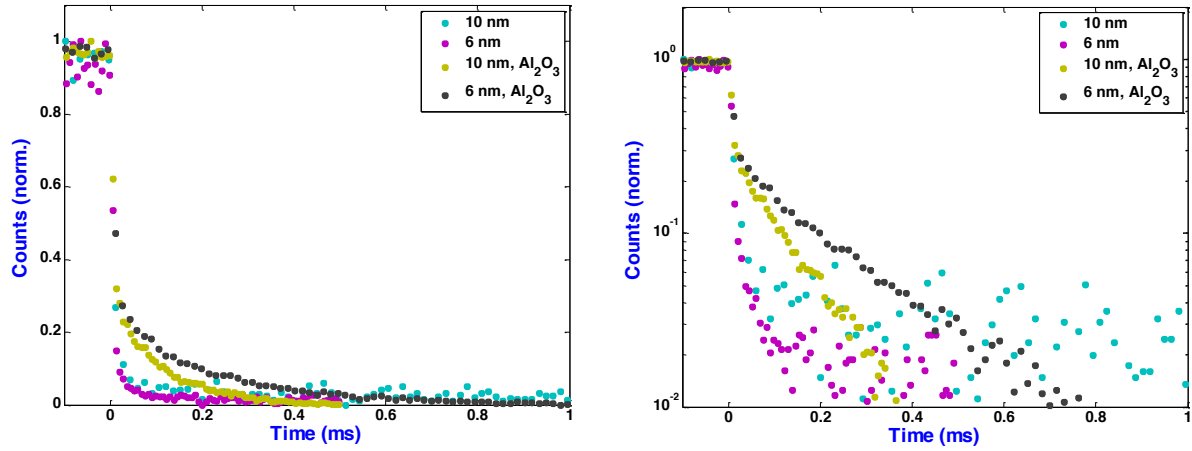 10 nm
6 nm
10 nm, Al2O3
6 nm, Al2O3
1
0.8
0.6
0.4
0.2
0
Counts (norm.)
0 0.2 0.4 0.6 0.8 1
Time (ms)
10 nm
6 nm
10 nm, Al2O3
6 nm, Al2O3
10^0
10^-1
10^-2
Counts (norm.)
0 0.2 0.4 0.6 0.8 1
Time (ms)